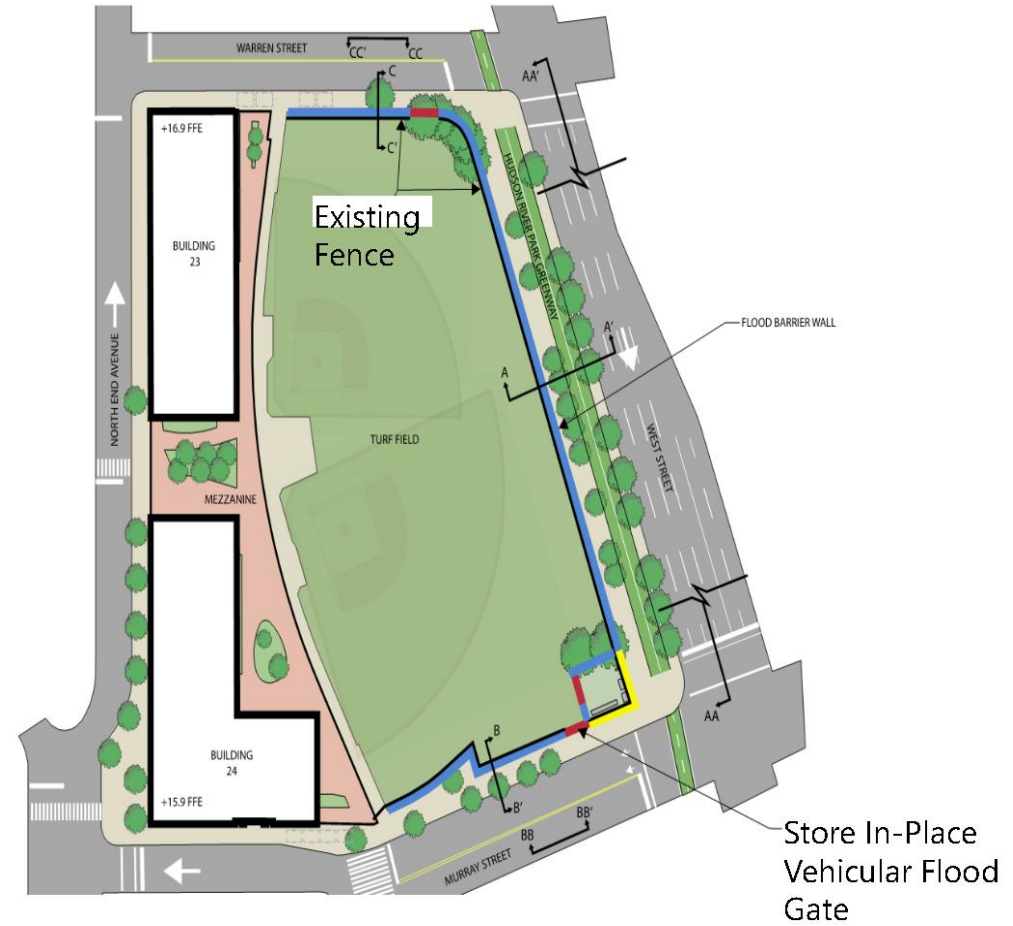 WARREN STREET
CC'
CC
C
C'
AA'
+16.9 FFE
Existing
Fence
BUILDING
23
HUDSON RIVER PARK GREENWAY
FLOOD BARRIER WALL
NORTH END AVENUE
A
A'
TURF FIELD
WEST STREET
MEZZANINE
AA
B
B'
BUILDING
24
+15.9 FFE
BB
BB'
MURRAY STREET
Store In-Place
Vehicular Flood
Gate